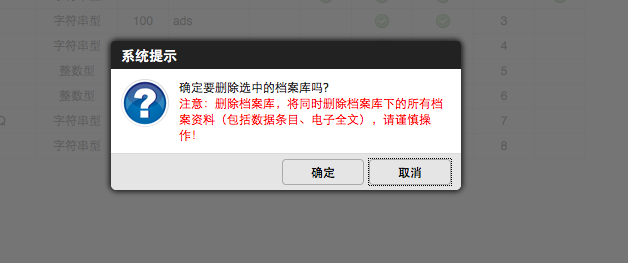 字符串型 100 ads 3
字符串型 4
整数型 5
整数型 6
Q 字符串型 7
字符串型 8
系统提示
确定要删除选中的档案库吗?
注意：删除档案库，将同时删除档案库下的所有档
案资料（包括数据条目、电子全文），请谨慎操
作！
确定 取消